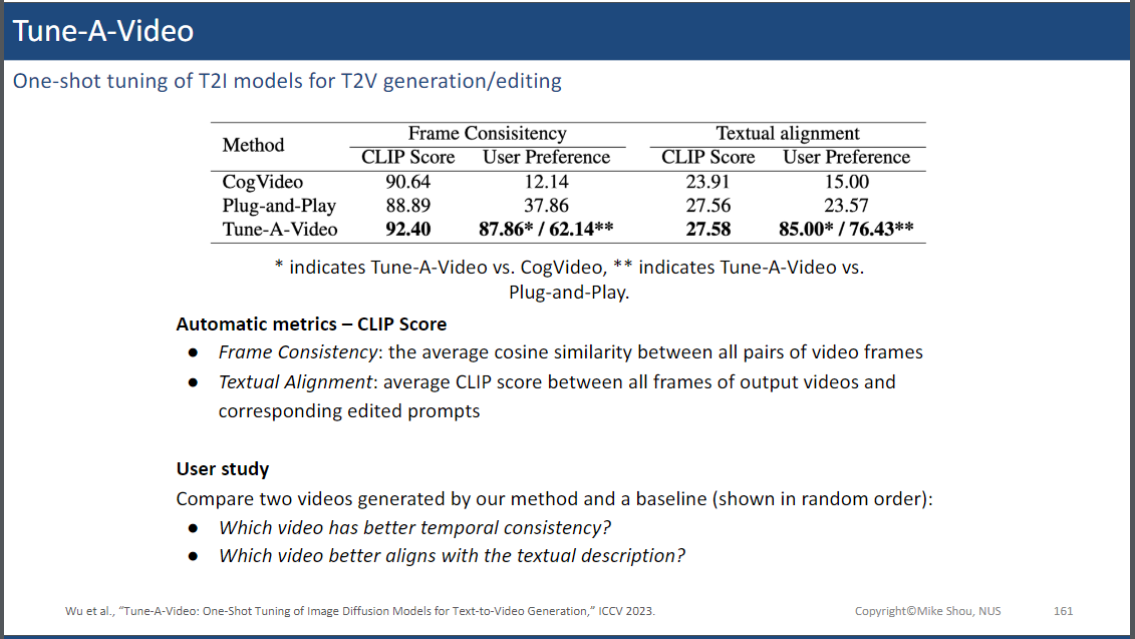 Tune-A-Video
One-shot tuning of T2I models for T2V generation/editing
Method Frame Consisitency Textual alignment
CLIP Score User Preference CLIP Score User Preference
CogVideo 90.64 12.14 23.91 15.00
Plug-and-Play 88.89 37.86 27.56 23.57
Tune-A-Video 92.40 87.86* / 62.14** 27.58 85.00* / 76.43**
* indicates Tune-A-Video vs. CogVideo, ** indicates Tune-A-Video vs.
Plug-and-Play.
Automatic metrics – CLIP Score
● Frame Consistency: the average cosine similarity between all pairs of video frames
● Textual Alignment: average CLIP score between all frames of output videos and
corresponding edited prompts
User study
Compare two videos generated by our method and a baseline (shown in random order):
● Which video has better temporal consistency?
● Which video better aligns with the textual description?
Wu et al., “Tune-A-Video: One-Shot Tuning of Image Diffusion Models for Text-to-Video Generation,” ICCV 2023.
Copyright©Mike Shou, NUS
161